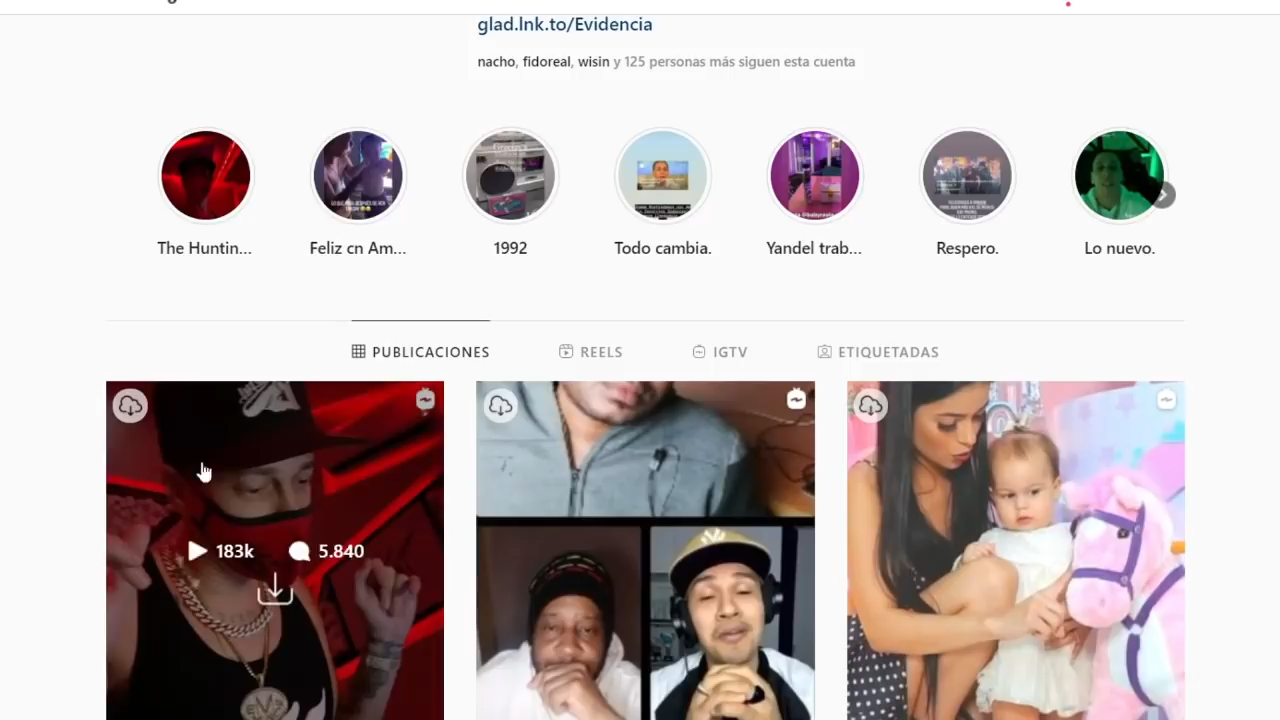 glad.lnk.to/Evidencia
nacho, fidoreal, wisin y 125 personas más siguen esta cuenta
The Huntin... Feliz cn Am... 1992 Todo cambia. Yandel trab... Respero. Lo nuevo.
PUBLICACIONES REELS IGTV ETIQUETADAS
183k 5.840